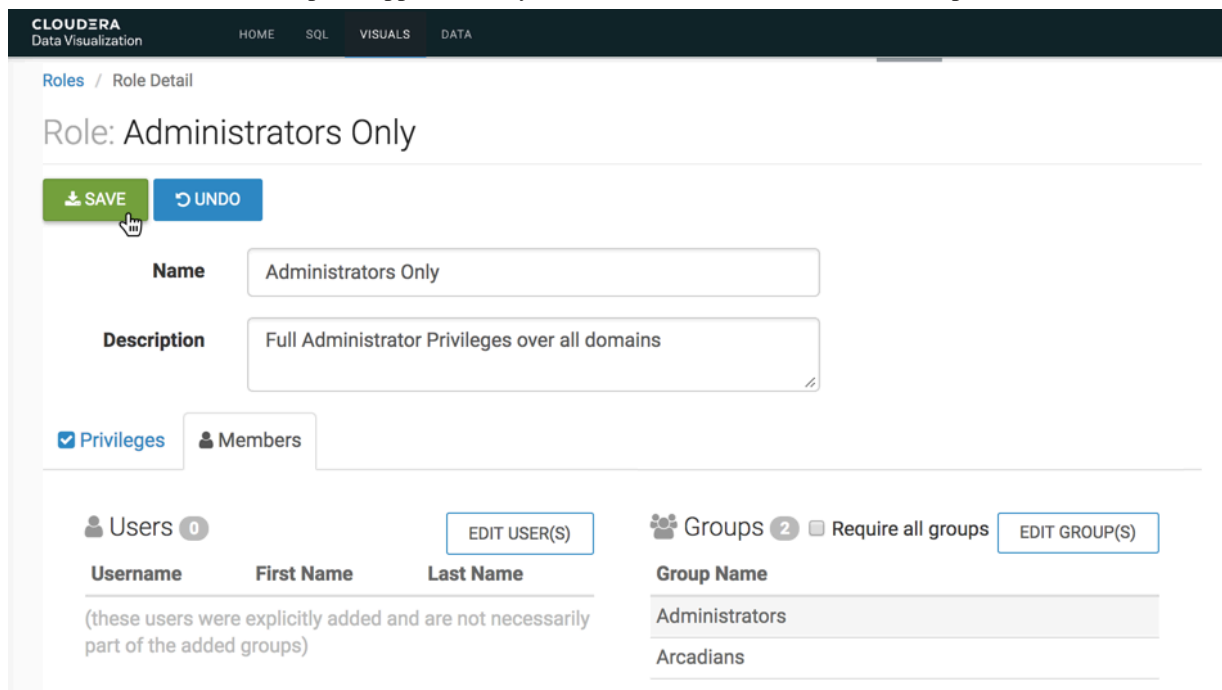 CLOUDERA
Data Visualization
HOME SQL VISUALS DATA
Roles / Role Detail
Role: Administrators Only
SAVE UNDO
Name Administrators Only
Description Full Administrator Privileges over all domains
Privileges Members
Users 0 EDIT USER(S)
Username First Name Last Name
(these users were explicitly added and are not necessarily
part of the added groups)
Groups 2 Require all groups EDIT GROUP(S)
Group Name
Administrators
Arcadians